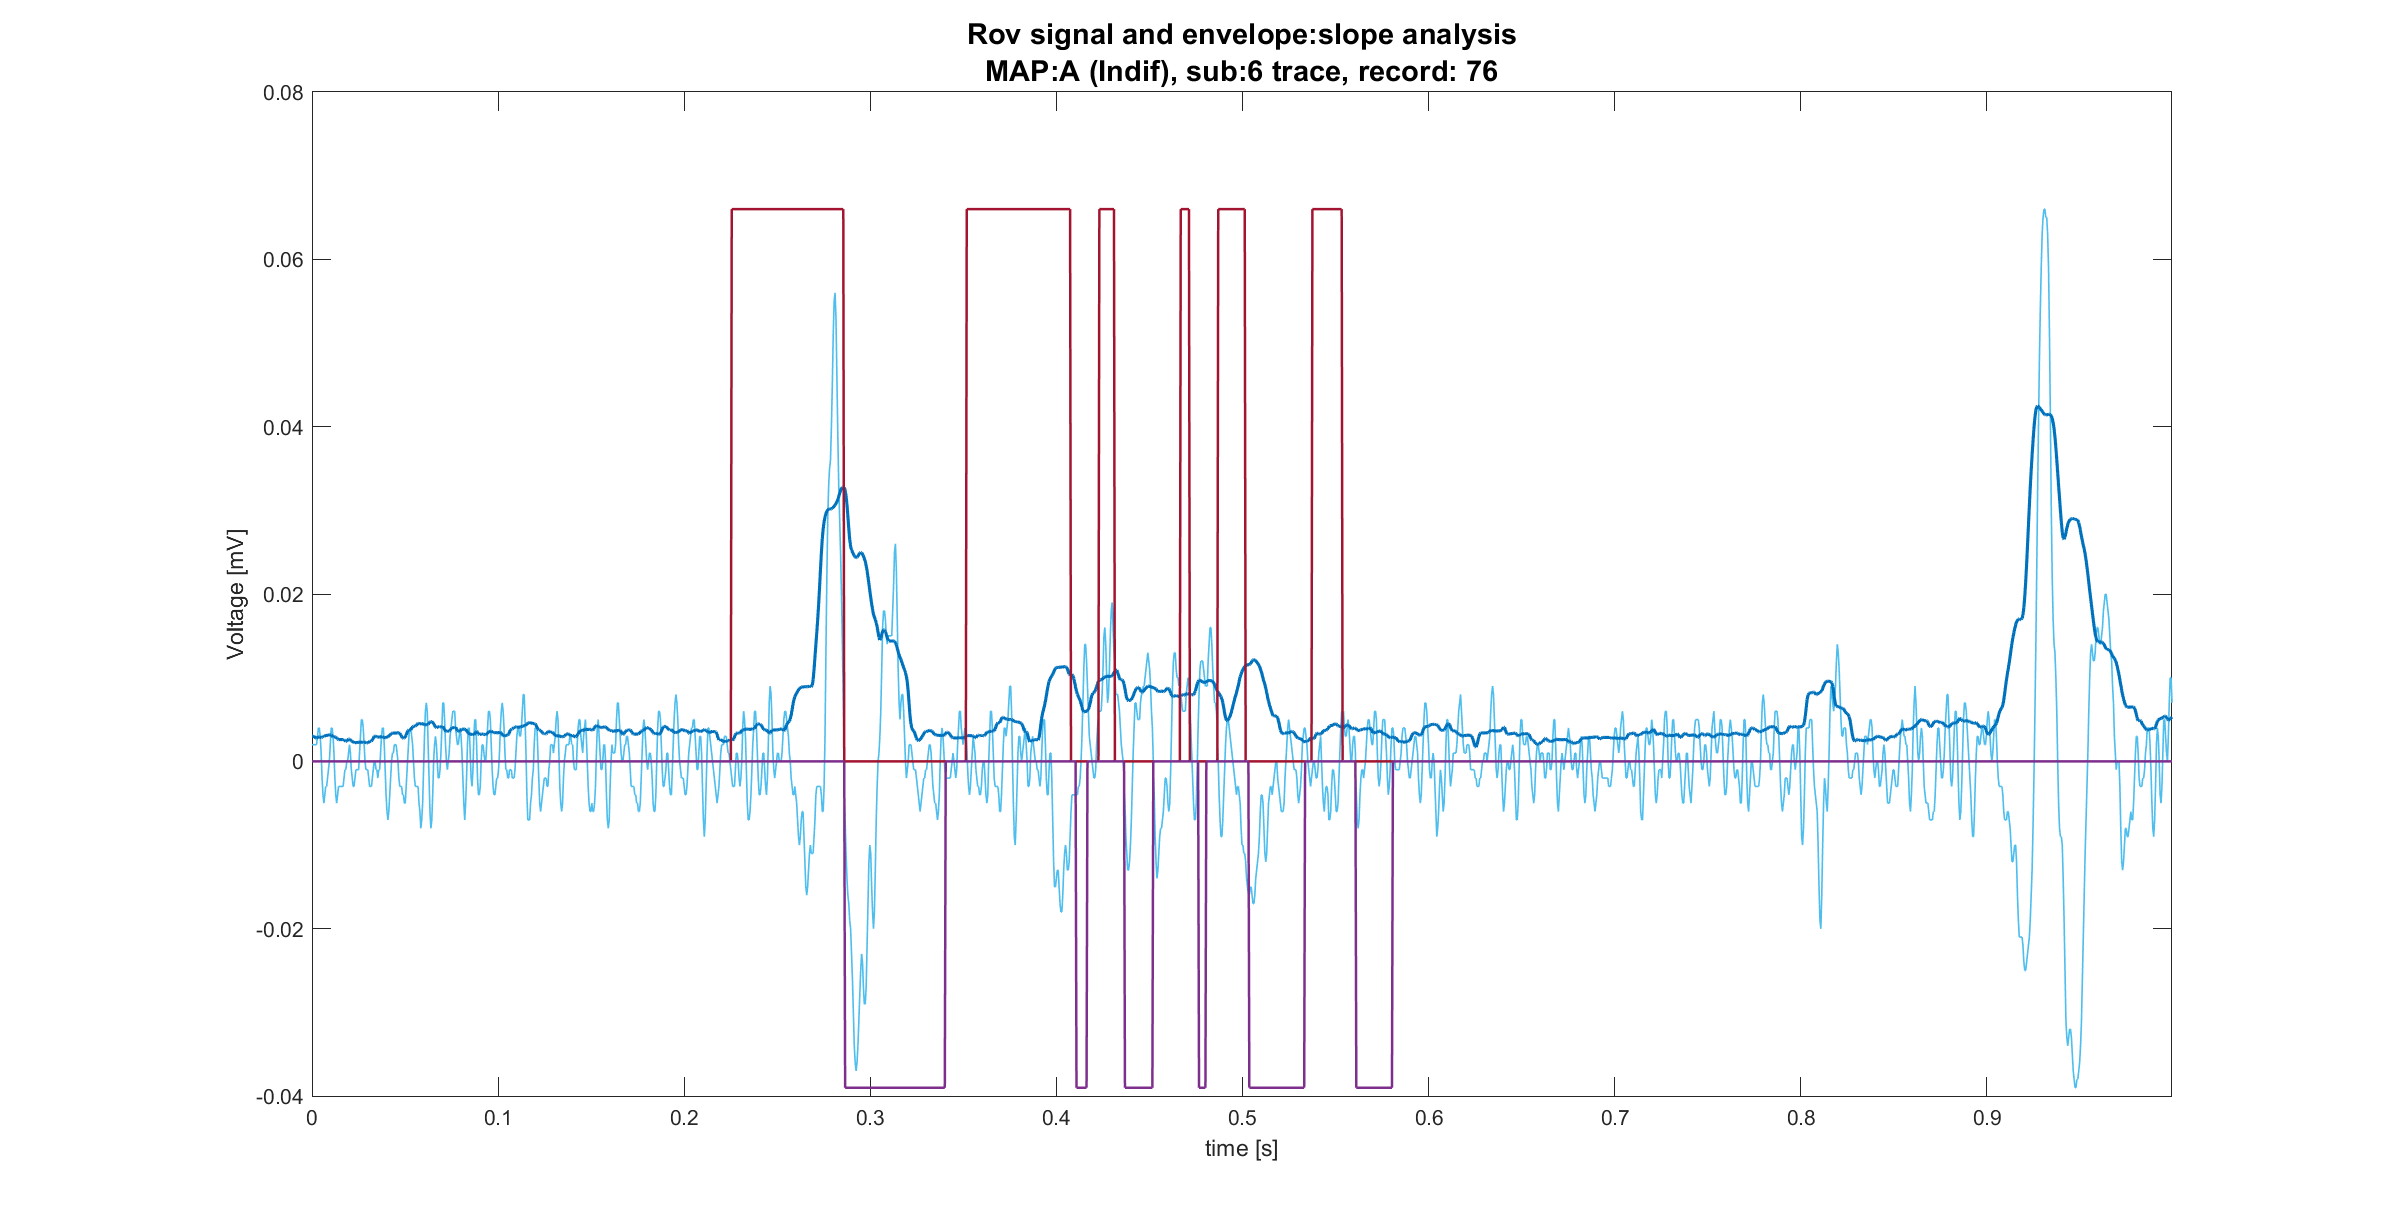 Rov signal and envelope:slope analysis
MAP:A (Indif), sub:6 trace, record: 76
0.08
0.06
0.04
0.02
0
-0.02
-0.04
Voltage [mV]
0 0.1 0.2 0.3 0.4 0.5 0.6 0.7 0.8 0.9
time [s]